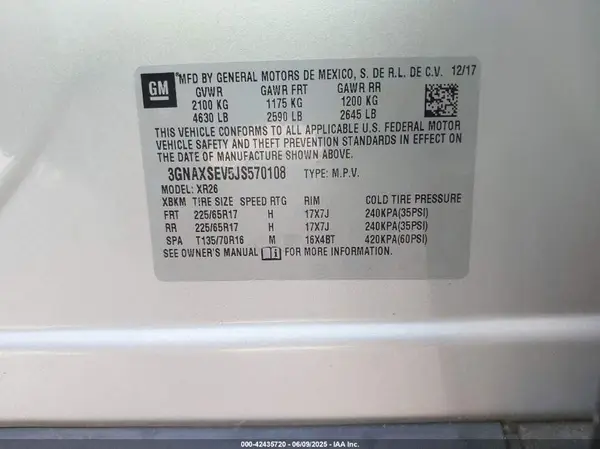 GM *MFD BY GENERAL MOTORS DE MEXICO, S. DE R.L. DE C.V. 12/17
GVWR GAWR FRT GAWR RR
2100 KG 1175 KG 1200 KG
4630 LB 2590 LB 2645 LB
THIS VEHICLE CONFORMS TO ALL APPLICABLE U.S. FEDERAL MOTOR
VEHICLE SAFETY AND THEFT PREVENTION STANDARDS IN EFFECT ON
THE DATE OF MANUFACTURE SHOWN ABOVE.
3GNAXSEV5JS570108 TYPE: M.P.V.
MODEL: XR26
XBKM TIRE SIZE SPEED RTG RIM COLD TIRE PRESSURE
FRT 225/65R17 H 17X7J 240KPA(35PSI)
RR 225/65R17 H 17X7J 240KPA(35PSI)
SPA T135/70R16 M 16X4BT 420KPA(60PSI)
SEE OWNER'S MANUAL FOR MORE INFORMATION.
000-42435720 - 06/09/2025 - IAA Inc.